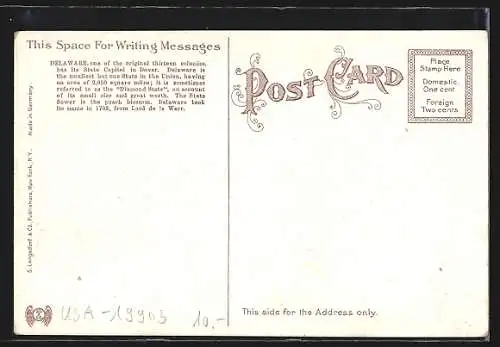 This Space For Writing Messages
DELAWARE, one of the original thirteen colonies,
has its State Capitol in Dover. Delaware is
the smallest but one State in the Union, having
an area of 2,050 square miles; it is sometimes
referred to as the "Diamond State", on account
of its small size and great worth. The State
flower is the peach blossom. Delaware took
its name in 1703, from Lord de la Warr.
POST CARD
Place
Stamp Here
Domestic
One cent
Foreign
Two cents
Made in Germany
S. Langsdorf & Co. Publishers, New York, N.Y.
This side for the Address only.
USA - 19903
10.-